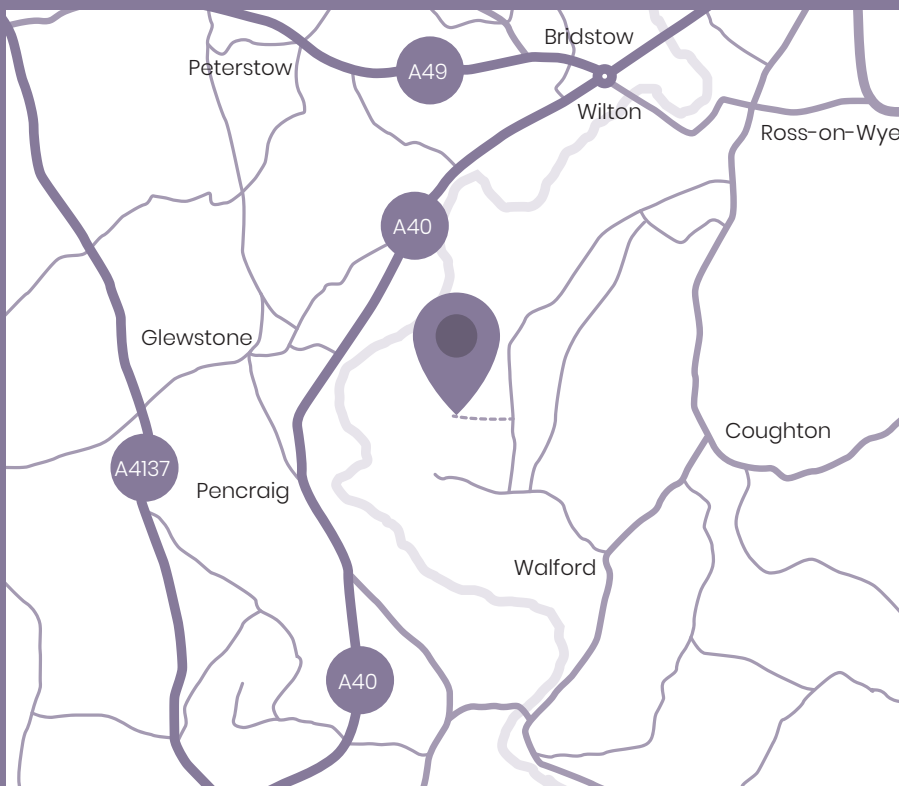 Bridstow
Peterstow
A49
Wilton
Ross-on-Wye
A40
Glewstone
Coughton
A4137
Pencraig
Walford
A40